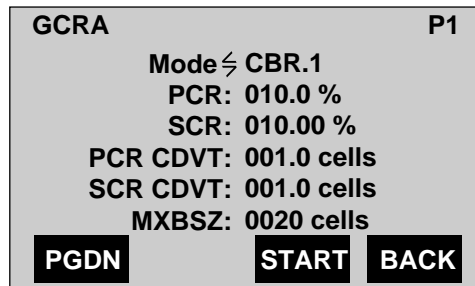 GCRA P1
Mode CBR.1
PCR: 010.0 %
SCR: 010.00 %
PCR CDVT: 001.0 cells
SCR CDVT: 001.0 cells
MXBSZ: 0020 cells
PGDN START BACK